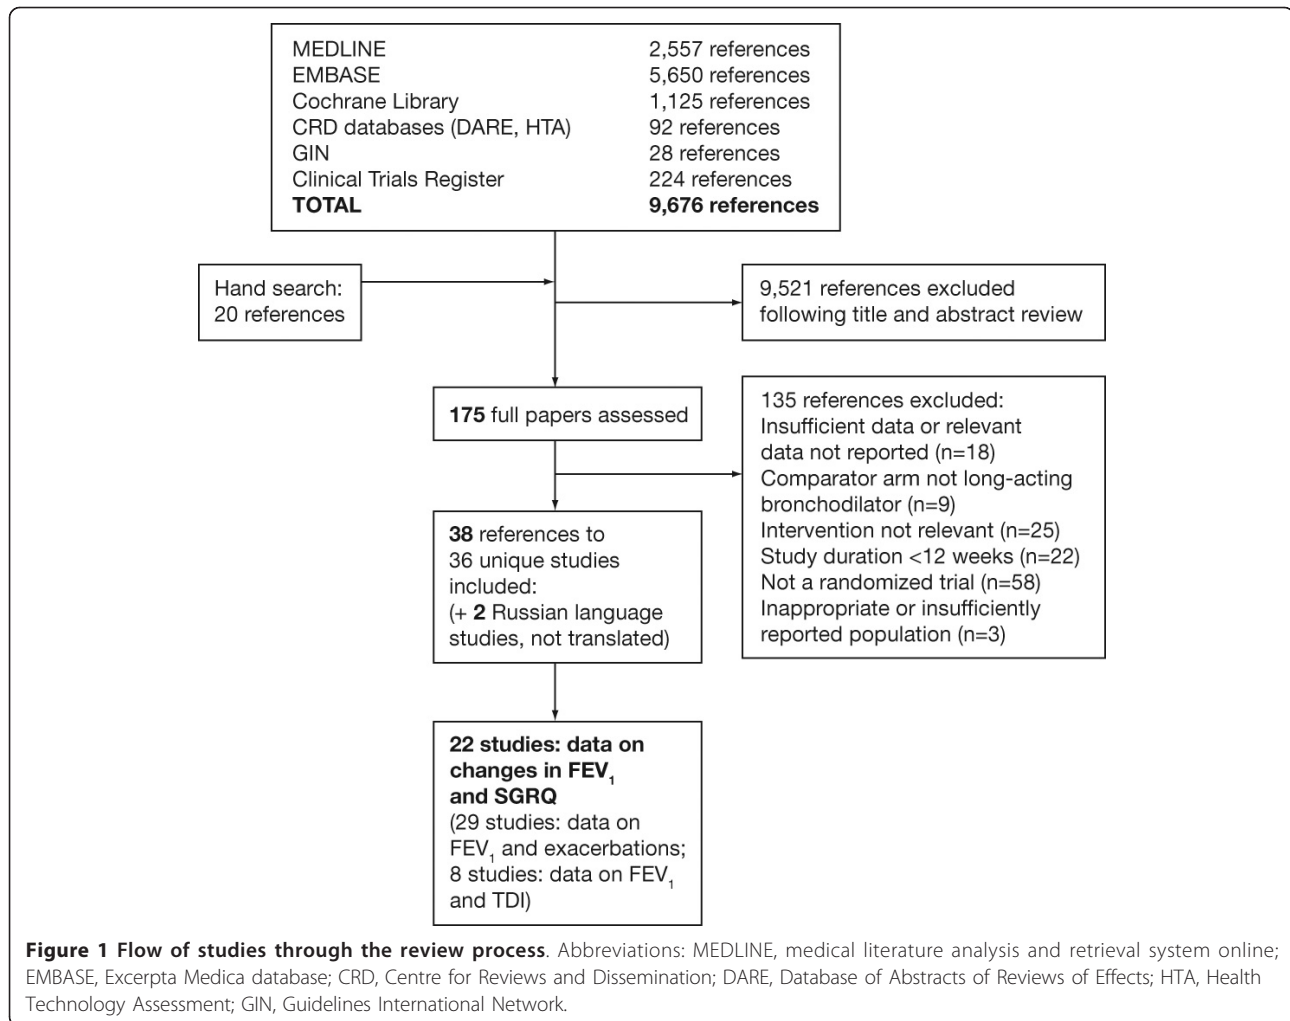 MEDLINE 2,557 references
EMBASE 5,650 references
Cochrane Library 1,125 references
CRD databases (DARE, HTA) 92 references
GIN 28 references
Clinical Trials Register 224 references
TOTAL 9,676 references
Hand search:
20 references
9,521 references excluded
following title and abstract review
175 full papers assessed
135 references excluded:
Insufficient data or relevant
data not reported (n=18)
Comparator arm not long-acting
bronchodilator (n=9)
Intervention not relevant (n=25)
Study duration <12 weeks (n=22)
Not a randomized trial (n=58)
Inappropriate or insufficiently
reported population (n=3)
38 references to
36 unique studies
included:
(+ 2 Russian language
studies, not translated)
22 studies: data on
changes in FEV1
and SGRQ
(29 studies: data on
FEV1 and exacerbations;
8 studies: data on FEV1
and TDI)
Figure 1 Flow of studies through the review process. Abbreviations: MEDLINE, medical literature analysis and retrieval system online;
EMBASE, Excerpta Medica database; CRD, Centre for Reviews and Dissemination; DARE, Database of Abstracts of Reviews of Effects; HTA, Health
Technology Assessment; GIN, Guidelines International Network.